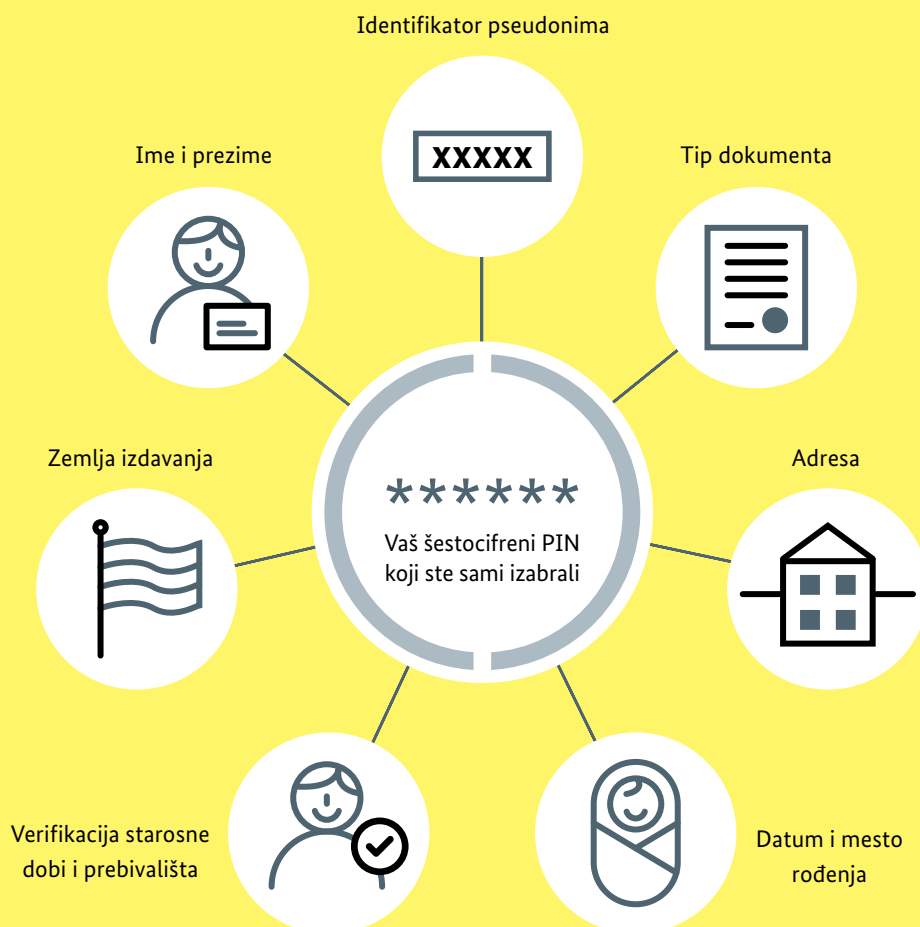 Identifikator pseudonima
XXXXX
Ime i prezime
Tip dokumenta
Zemlja izdavanja
Adresa
******
Vaš šestocifreni PIN
koji ste sami izabrali
Verifikacija starosne
dobi i prebivališta
Datum i mesto
rođenja